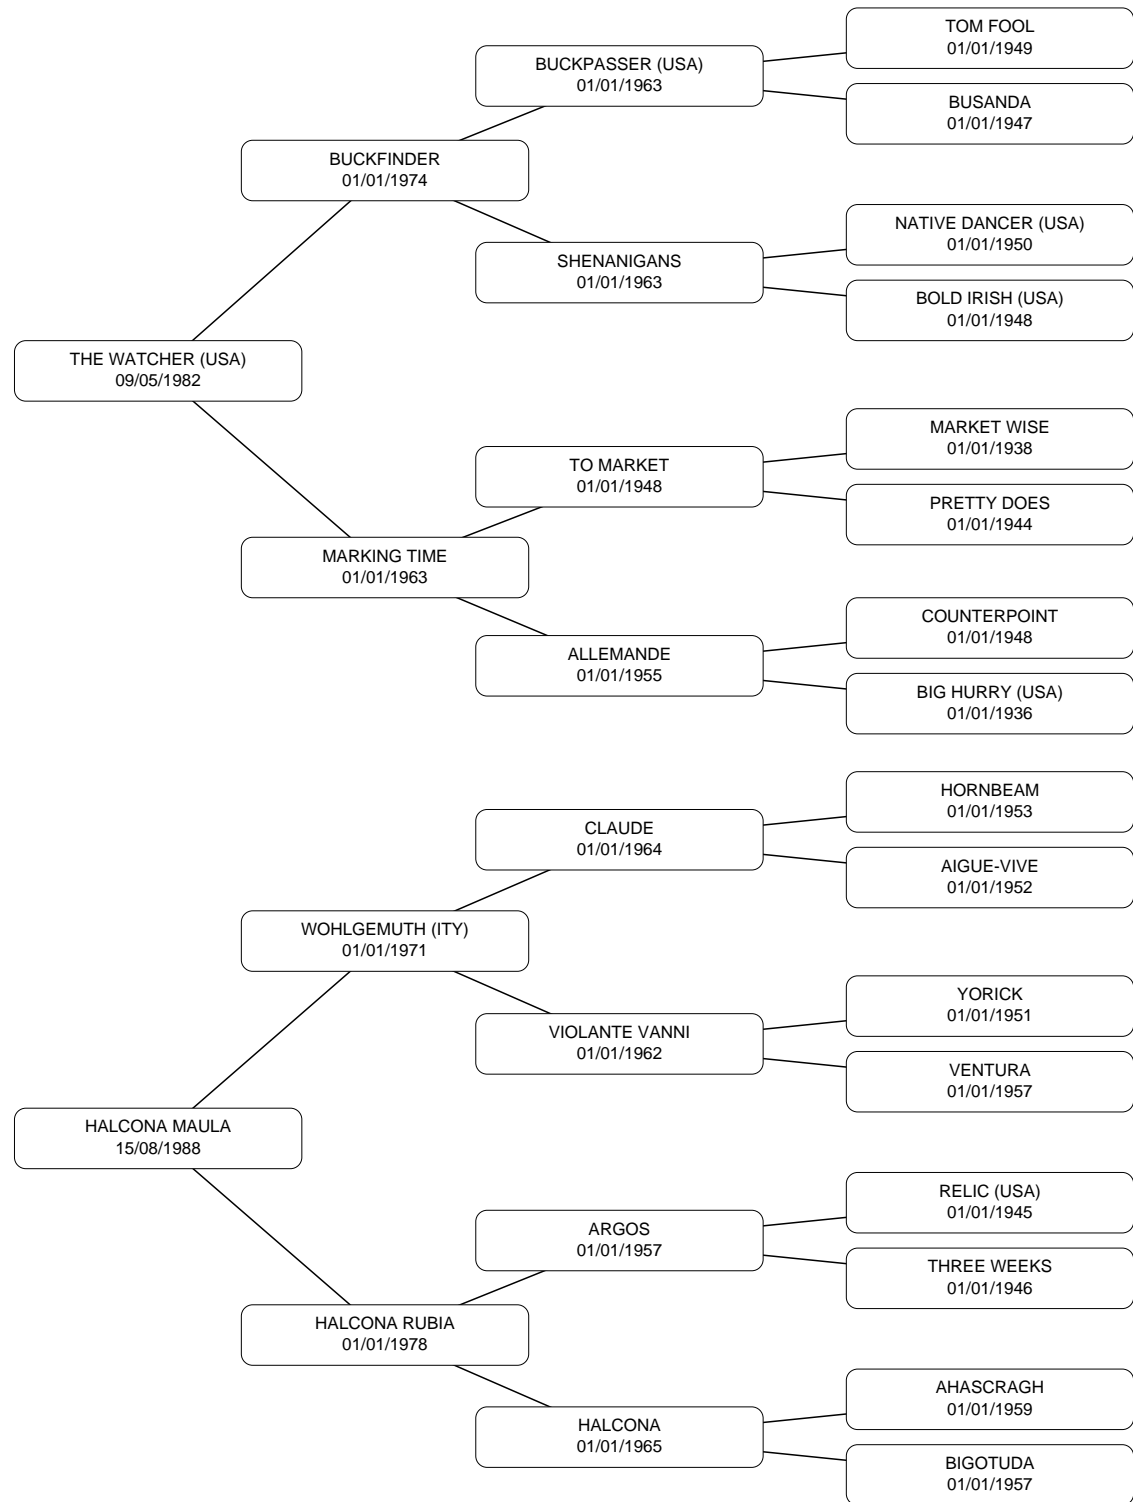 TOM FOOL
01/01/1949
BUCKPASSER (USA)
01/01/1963
BUSANDA
01/01/1947
BUCKFINDER
01/01/1974
NATIVE DANCER (USA)
01/01/1950
SHENANIGANS
01/01/1963
BOLD IRISH (USA)
01/01/1948
THE WATCHER (USA)
09/05/1982
MARKET WISE
01/01/1938
TO MARKET
01/01/1948
PRETTY DOES
01/01/1944
MARKING TIME
01/01/1963
COUNTERPOINT
01/01/1948
ALLEMANDE
01/01/1955
BIG HURRY (USA)
01/01/1936
HORNBEAM
01/01/1953
CLAUDE
01/01/1964
AIGUE-VIVE
01/01/1952
WOHLGEMUTH (ITY)
01/01/1971
YORICK
01/01/1951
VIOLANTE VANNI
01/01/1962
VENTURA
01/01/1957
HALCONA MAULA
15/08/1988
RELIC (USA)
01/01/1945
ARGOS
01/01/1957
THREE WEEKS
01/01/1946
HALCONA RUBIA
01/01/1978
AHASCRAGH
01/01/1959
HALCONA
01/01/1965
BIGOTUDA
01/01/1957